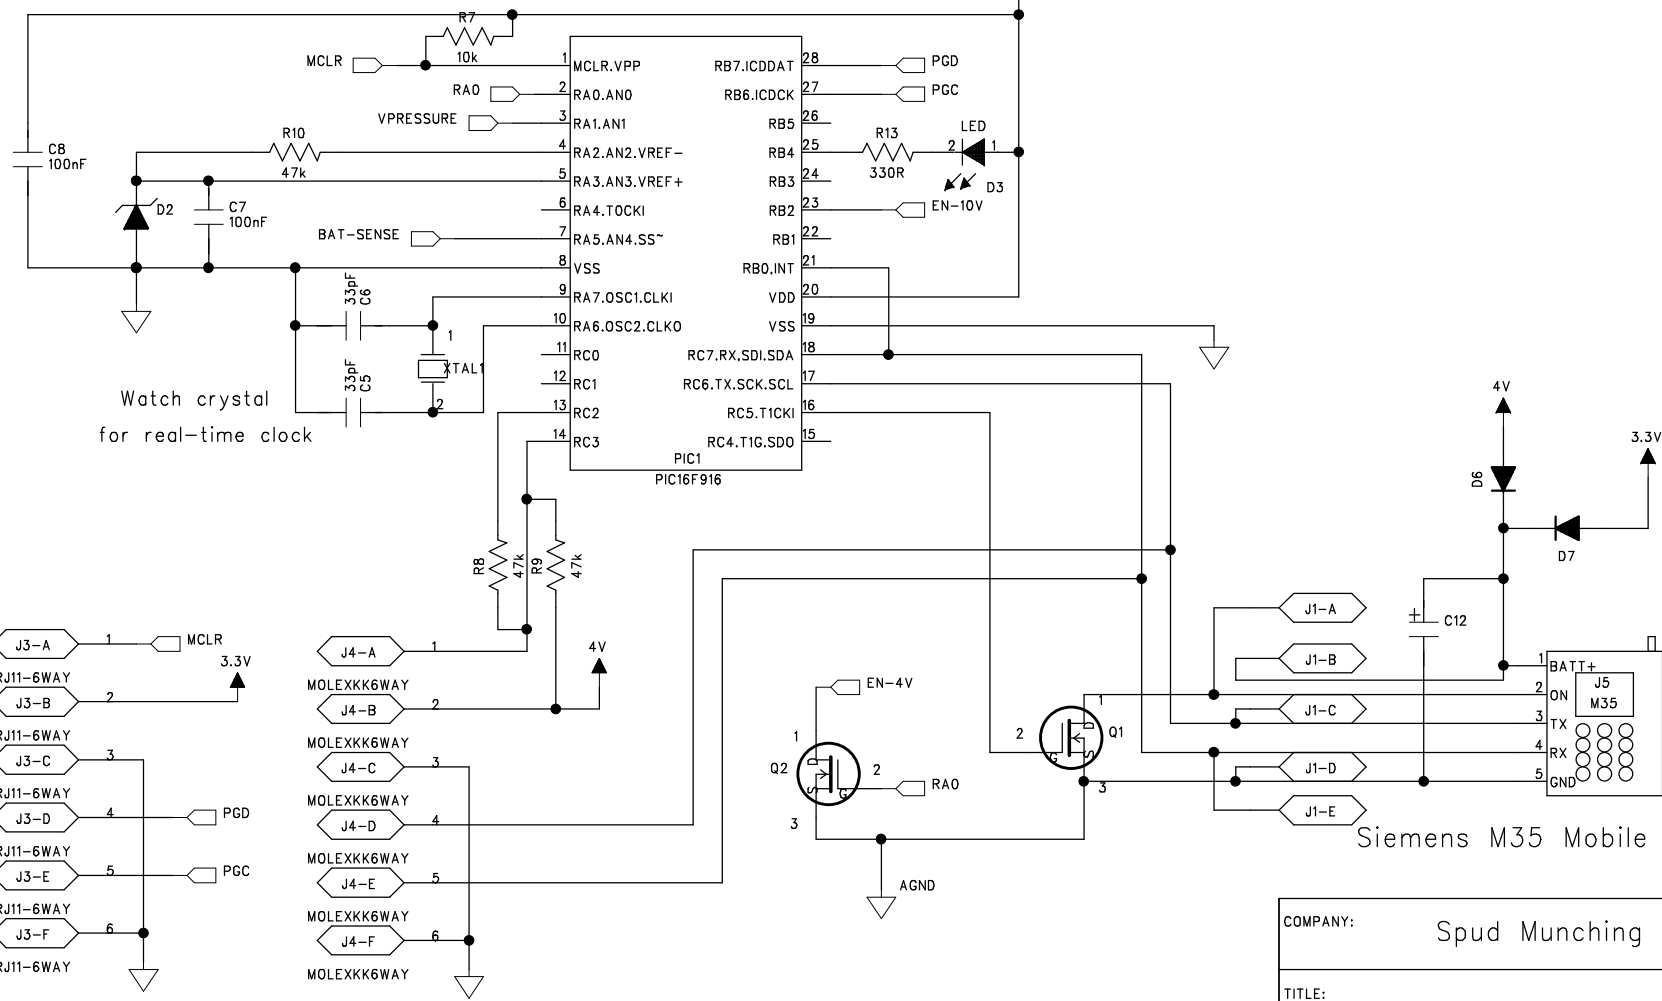 R7
10k
MCLR
RA0
VPRESSURE
R10
47k
C8
100nF
D2
C7
100nF
BAT-SENSE
33pF
C6
33pF
C5
1
XTAL1
2
Watch crystal
for real-time clock
1 MCLR.VPP
2 RA0.AN0
3 RA1.AN1
4 RA2.AN2.VREF-
5 RA3.AN3.VREF+
6 RA4.TOCKI
7 RA5.AN4.SS~
8 VSS
9 RA7.OSC1.CLKI
10 RA6.OSC2.CLKO
11 RC0
12 RC1
13 RC2
14 RC3
RB7.ICDDAT 28
RB6.ICDCK 27
RB5 26
RB4 25
RB3 24
RB2 23
RB1 22
RB0.INT 21
VDD 20
VSS 19
RC7.RX.SDI.SDA 18
RC6.TX.SCK.SCL 17
RC5.T1CKI 16
RC4.T1G.SDO 15
PIC1
PIC16F916
PGD
PGC
R13
330R
LED
2 1
D3
EN-10V
R8
47k
R9
47k
4V
D6
3.3V
D7
C12
J3-A 1 MCLR
RJ11-6WAY
3.3V
J3-B 2
RJ11-6WAY
J3-C 3
RJ11-6WAY
J3-D 4 PGD
RJ11-6WAY
J3-E 5 PGC
RJ11-6WAY
J3-F 6
RJ11-6WAY
J4-A 1
MOLEXKK6WAY
4V
J4-B 2
MOLEXKK6WAY
J4-C 3
MOLEXKK6WAY
J4-D 4
MOLEXKK6WAY
J4-E 5
MOLEXKK6WAY
J4-F 6
MOLEXKK6WAY
EN-4V
1
D
Q2
S
G
2
RA0
3
AGND
1
D
2
G
S
Q1
3
J1-A
J1-B
J1-C
J1-D
J1-E
1 BATT+
2 ON
3 TX
4 RX
5 GND
J5
M35
Siemens M35 Mobile
COMPANY:
Spud Munching
TITLE: